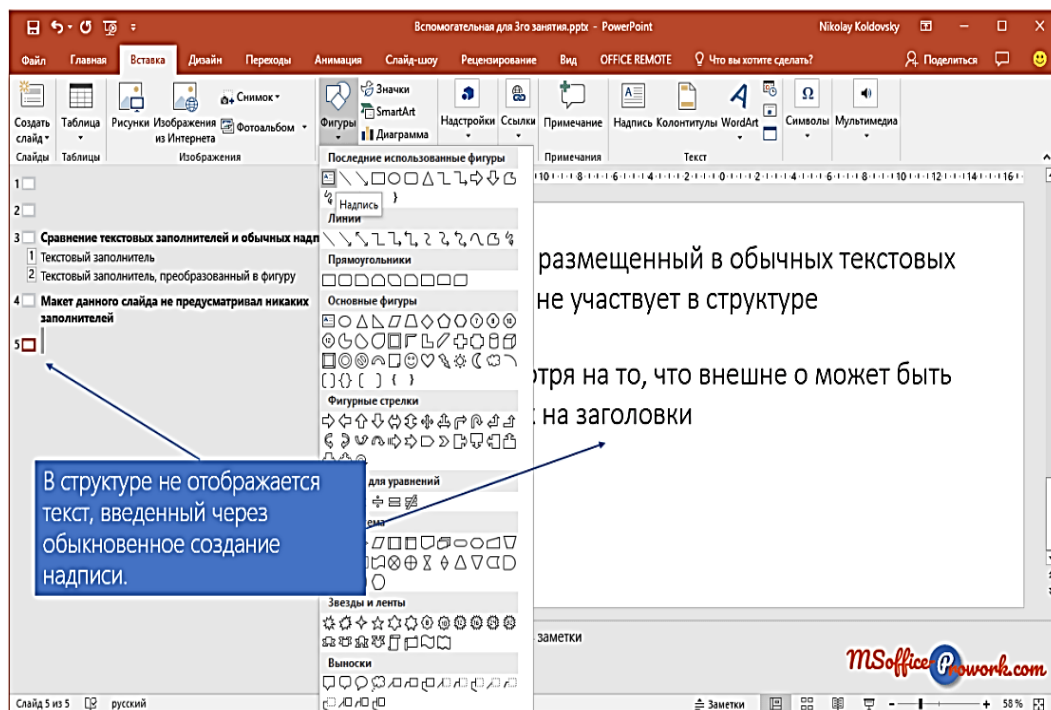 Вспомогательная для 3го занятия.pptx - PowerPoint
Nikolay Koldovsky
Файл Главная Вставка Дизайн Переходы Анимация Слайд-шоу Рецензирование Вид OFFICE REMOTE Что вы хотите сделать? Поделиться
Снимок
Значки
SmartArt
Создать слайд
Таблица
Рисунки
Изображения из Интернета
Фотоальбом
Фигуры
Диаграмма
Надстройки
Ссылки
Примечание
Надпись
Колонтитулы
WordArt
Символы
Мультимедиа
Слайды Таблицы Изображения Примечания Текст
Последние использованные фигуры
Надпись
Линии
Прямоугольники
Основные фигуры
Фигурные стрелки
для уравнений
Звезды и ленты
Выноски
1
2
3 Сравнение текстовых заполнителей и обычных надп
1 Текстовый заполнитель
2 Текстовый заполнитель, преобразованный в фигуру
4 Макет данного слайда не предусматривал никаких
заполнителей
5
размещенный в обычных текстовых
не участвует в структуре
отря на то, что внешне о может быть
на заголовки
В структуре не отображается
текст, введенный через
обыкновенное создание
надписи.
заметки
MSoffice-Prowork.com
Слайд 5 из 5 русский Заметки 58 %